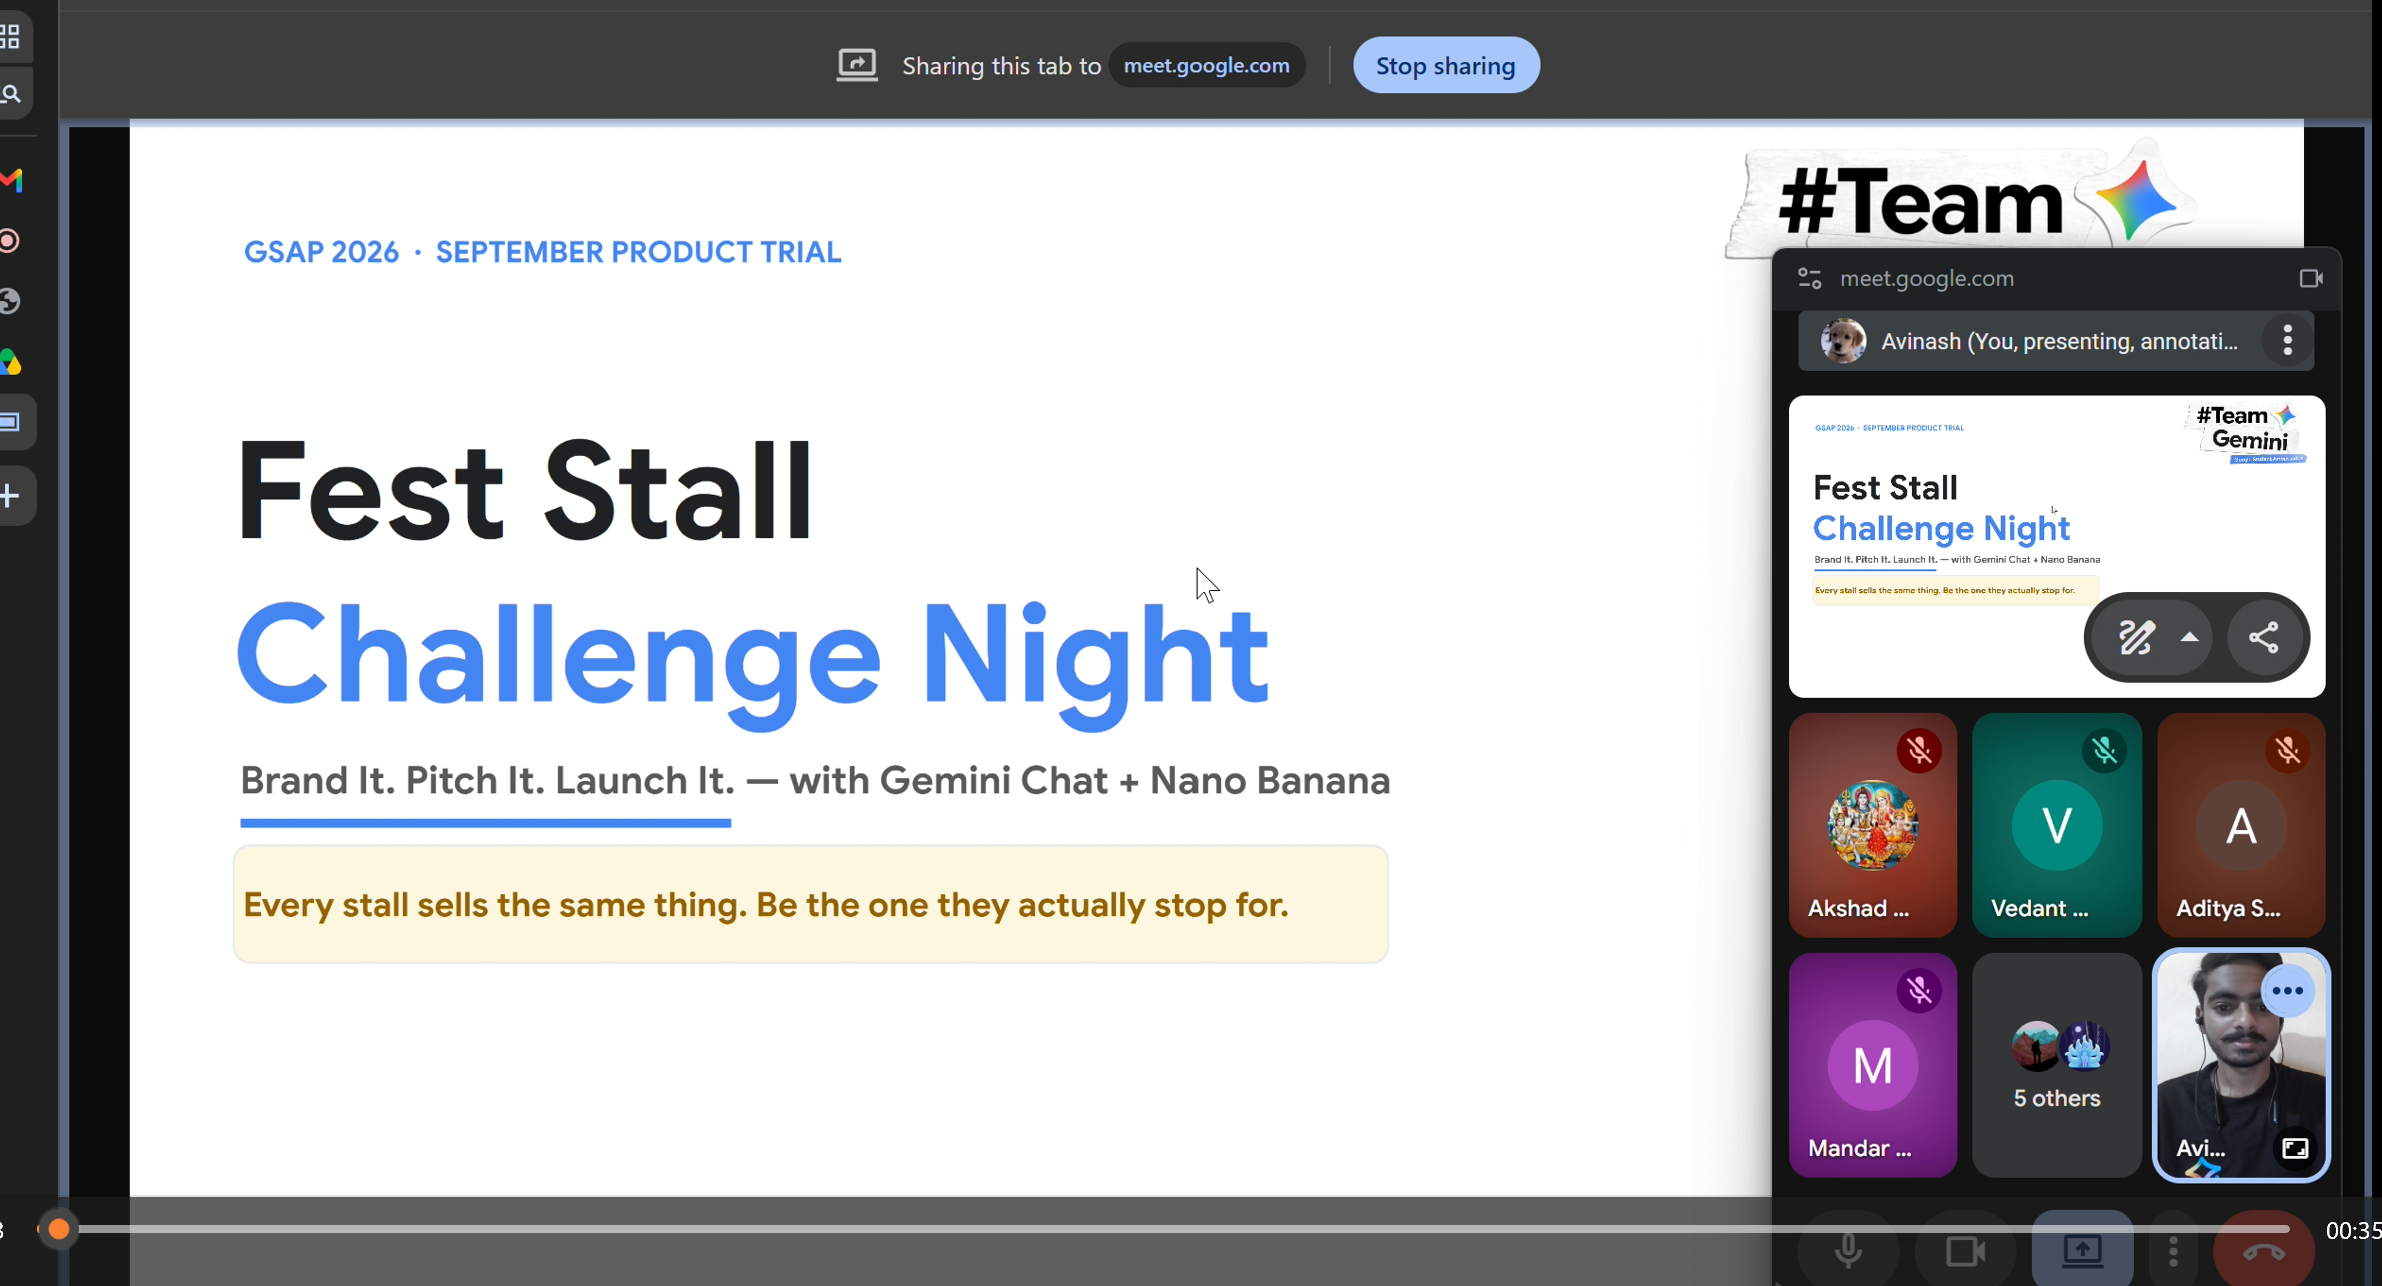 Sharing this tab to meet.google.com
Stop sharing
#Team
GSAP 2026 · SEPTEMBER PRODUCT TRIAL
Fest Stall
Challenge Night
Brand It. Pitch It. Launch It. — with Gemini Chat + Nano Banana
Every stall sells the same thing. Be the one they actually stop for.
meet.google.com
Avinash (You, presenting, annotati...
#Team
Gemini
Google Student Ambassador
GSAP 2026 · SEPTEMBER PRODUCT TRIAL
Fest Stall
Challenge Night
Brand It. Pitch It. Launch It. — with Gemini Chat + Nano Banana
Every stall sells the same thing. Be the one they actually stop for.
V
A
Akshad ...
Vedant ...
Aditya S...
M
5 others
Mandar ...
Avi...
00:35